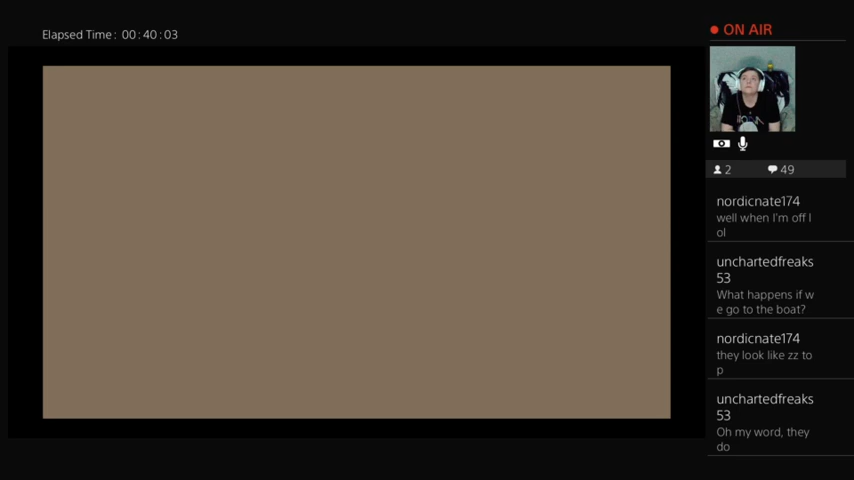 Elapsed Time: 00:40:03
ON AIR
2 49
nordicnate174
well when I'm off l
ol
unchartedfreaks
53
What happens if w
e go to the boat?
nordicnate174
they look like zz to
p
unchartedfreaks
53
Oh my word, they
do